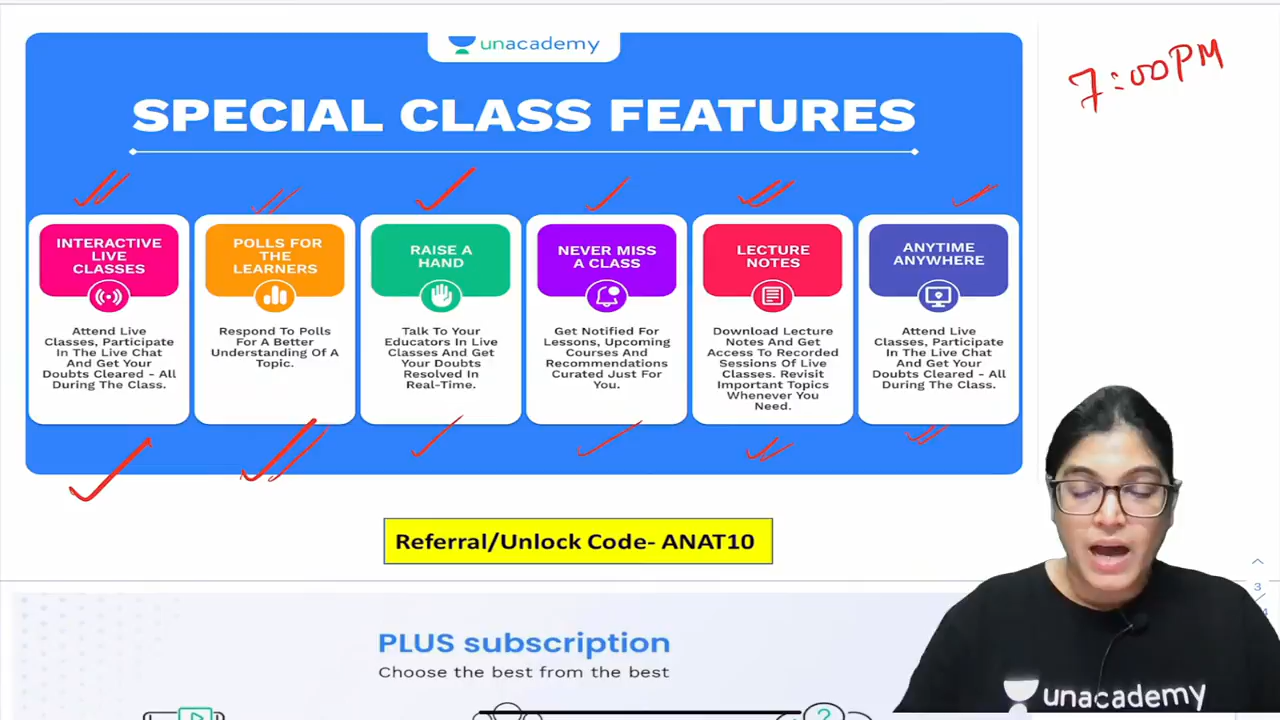 unacademy
7:00PM
SPECIAL CLASS FEATURES
INTERACTIVE
LIVE
CLASSES
Attend Live
Classes, Participate
In The Live Chat
And Get Your
Doubts Cleared - All
During The Class.
POLLS FOR
THE
LEARNERS
Respond To Polls
For A Better
Understanding Of A
Topic.
RAISE A
HAND
Talk To Your
Educators In Live
Classes And Get
Your Doubts
Resolved In
Real-Time.
NEVER MISS
A CLASS
Get Notified For
Lessons, Upcoming
Courses And
Recommendations
Curated Just For
You.
LECTURE
NOTES
Download Lecture
Notes And Get
Access To Recorded
Sessions Of Live
Classes. Revisit
Important Topics
Whenever You
Need.
ANYTIME
ANYWHERE
Attend Live
Classes, Participate
In The Live Chat
And Get Your
Doubts Cleared - All
During The Class.
Referral/Unlock Code- ANAT10
3
PLUS subscription
Choose the best from the best
?
unacademy